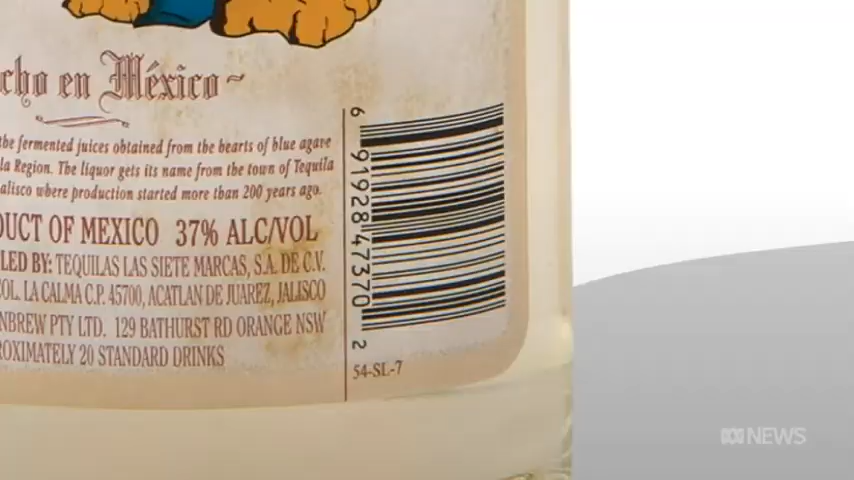 cho en México ~
the fermented juices obtained from the hearts of blue agave
la Region. The liquor gets its name from the town of Tequila
alisco where production started more than 200 years ago.
UCT OF MEXICO 37% ALC/VOL
LED BY: TEQUILAS LAS SIETE MARCAS, S.A. DE C.V.
COL. LA CALMA C.P. 45700, ACATLAN DE JUAREZ, JALISCO
NBREW PTY LTD. 129 BATHURST RD ORANGE NSW
ROXIMATELY 20 STANDARD DRINKS
6 91928 47370 2
54-SL-7
NEWS